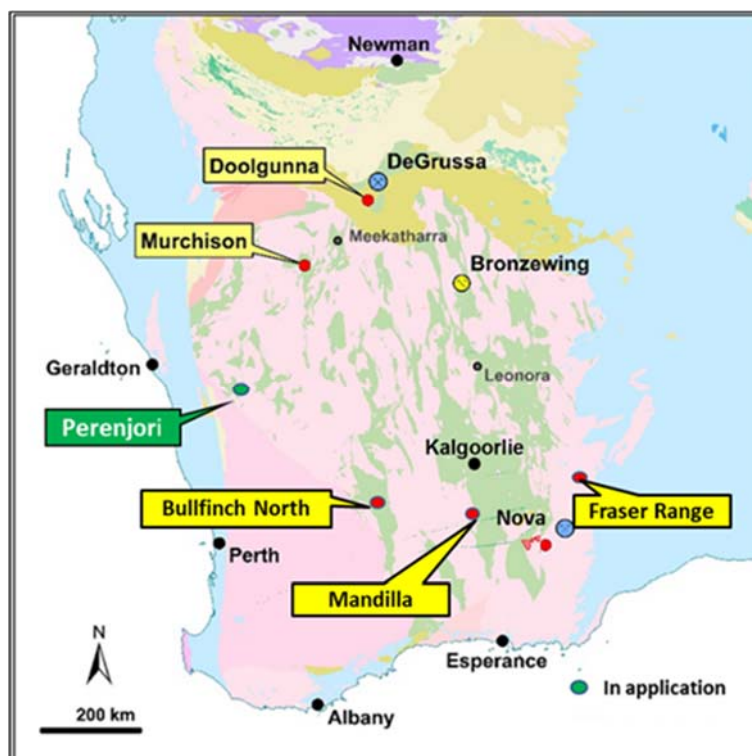 Newman
DeGrussa
Doolgunna
Meekatharra
Murchison
Bronzewing
Geraldton
Leonora
Perenjori
Kalgoorlie
Bullfinch North
Nova
Fraser Range
Perth
Mandilla
N
Esperance
In application
200 km
Albany